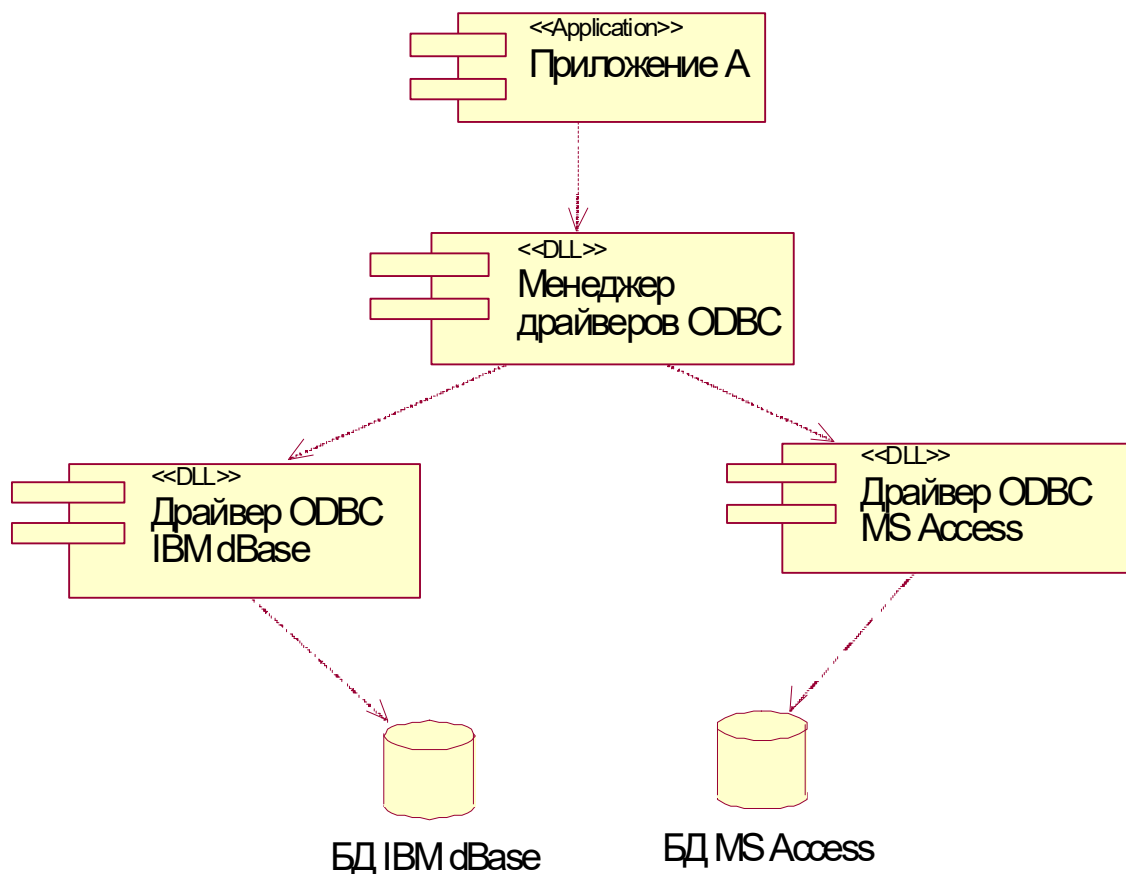 <<Application>>
Приложение А
<<DLL>>
Менеджер
драйверов ODBC
<<DLL>>
Драйвер ODBC
IBM dBase
<<DLL>>
Драйвер ODBC
MS Access
БД IBM dBase
БД MS Access